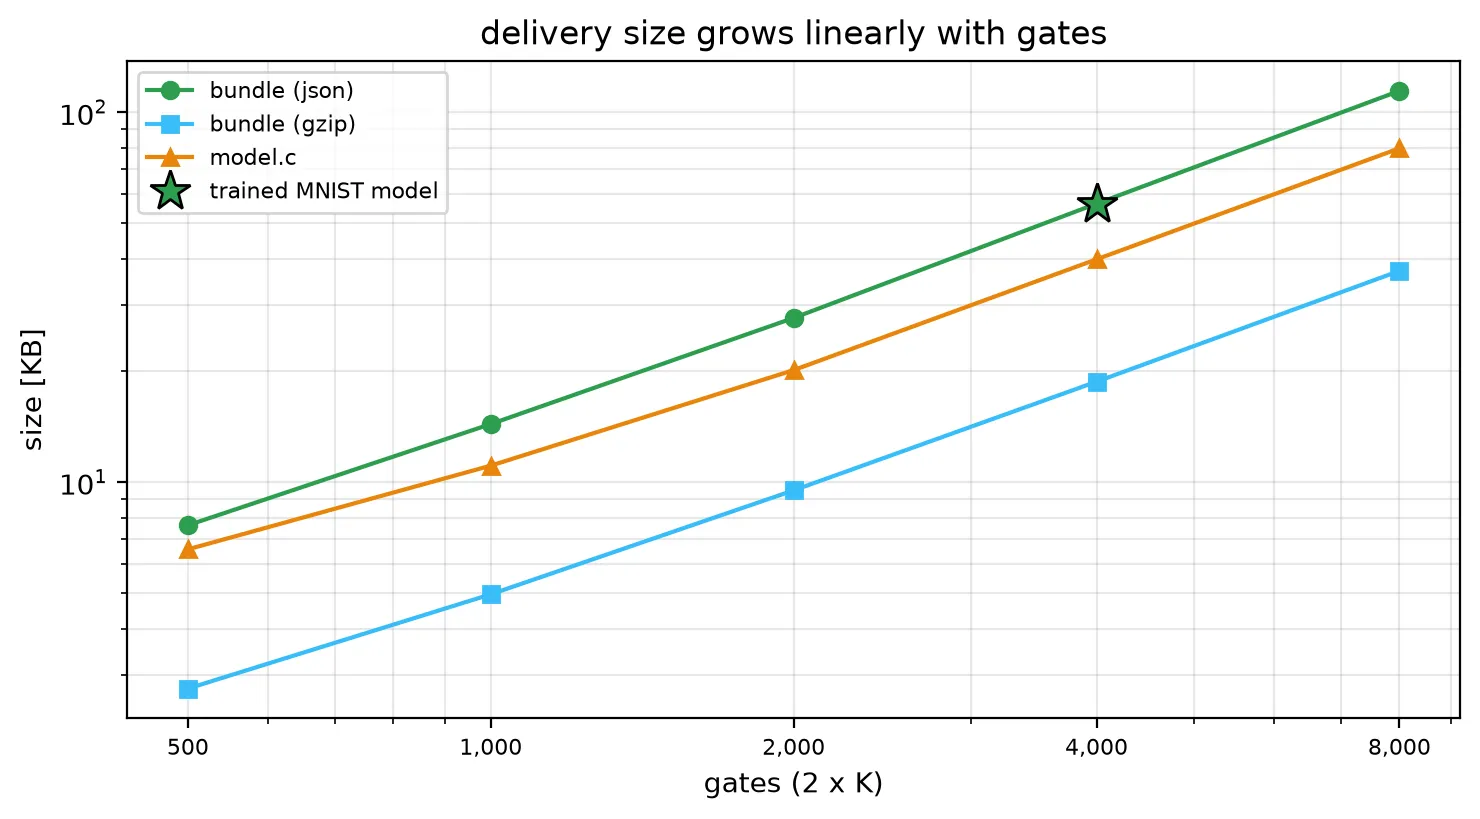 delivery size grows linearly with gates
bundle (json)
bundle (gzip)
model.c
trained MNIST model
10²
10¹
size [KB]
500 1,000 2,000 4,000 8,000
gates (2 x K)